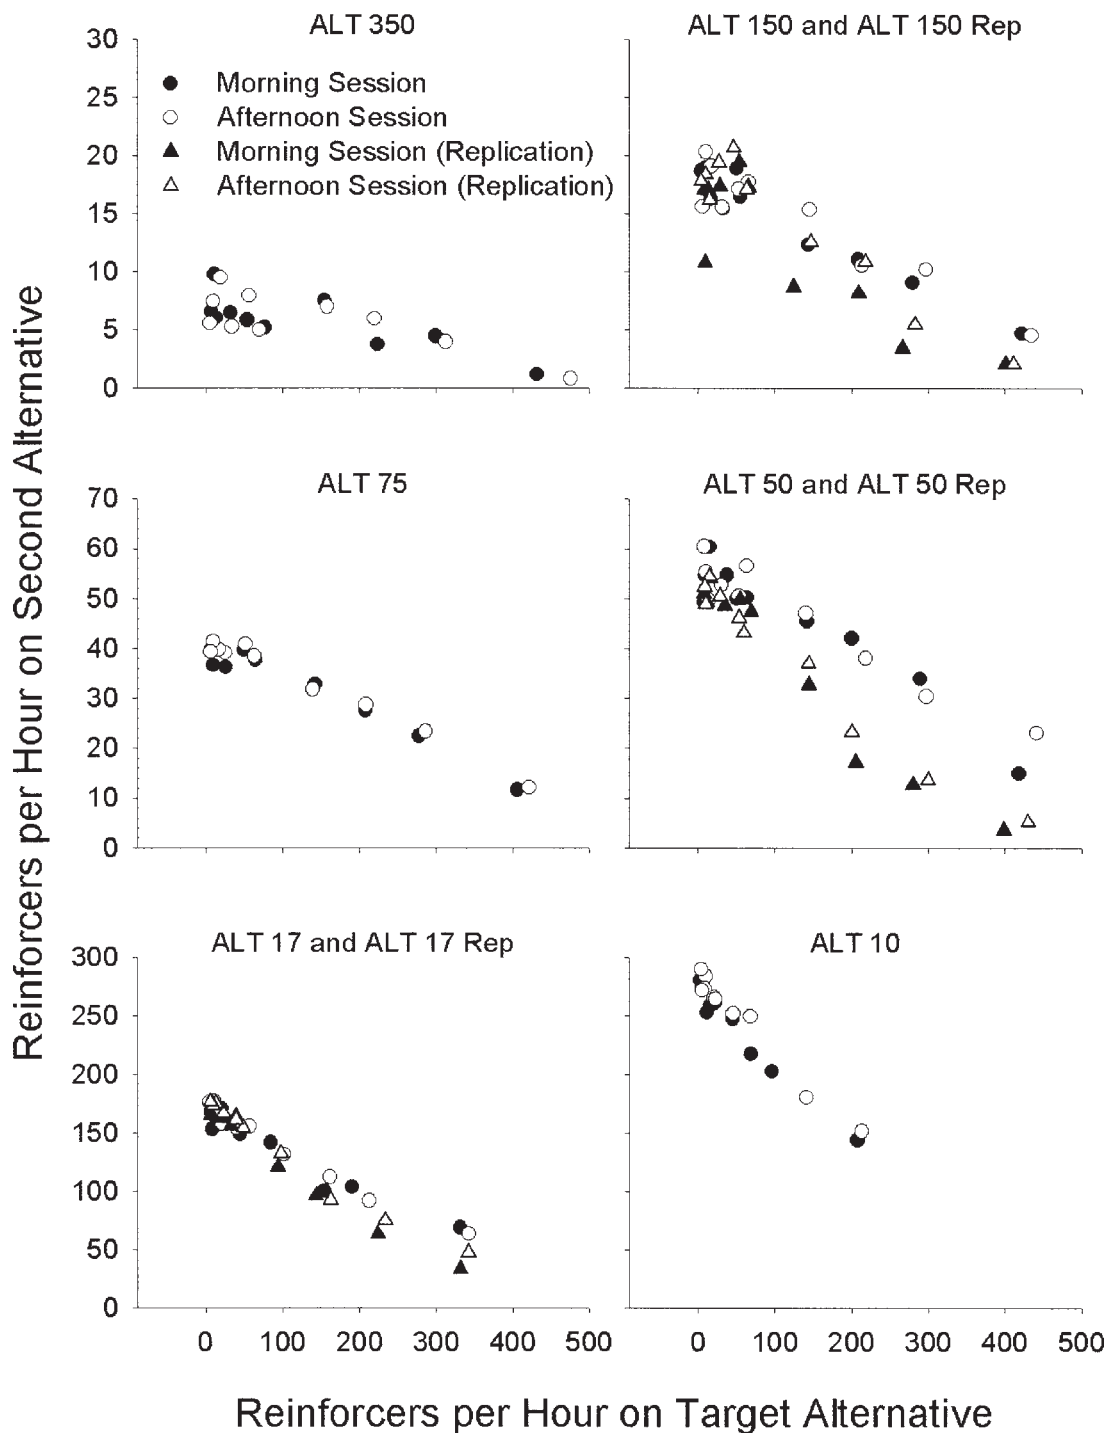 ALT 350
ALT 150 and ALT 150 Rep
30
25
20
15
10
5
0
Morning Session
Afternoon Session
Morning Session (Replication)
Afternoon Session (Replication)
ALT 75
ALT 50 and ALT 50 Rep
70
60
50
40
30
20
10
0
ALT 17 and ALT 17 Rep
ALT 10
300
250
200
150
100
50
0
0 100 200 300 400 500
0 100 200 300 400 500
Reinforcers per Hour on Second Alternative
Reinforcers per Hour on Target Alternative